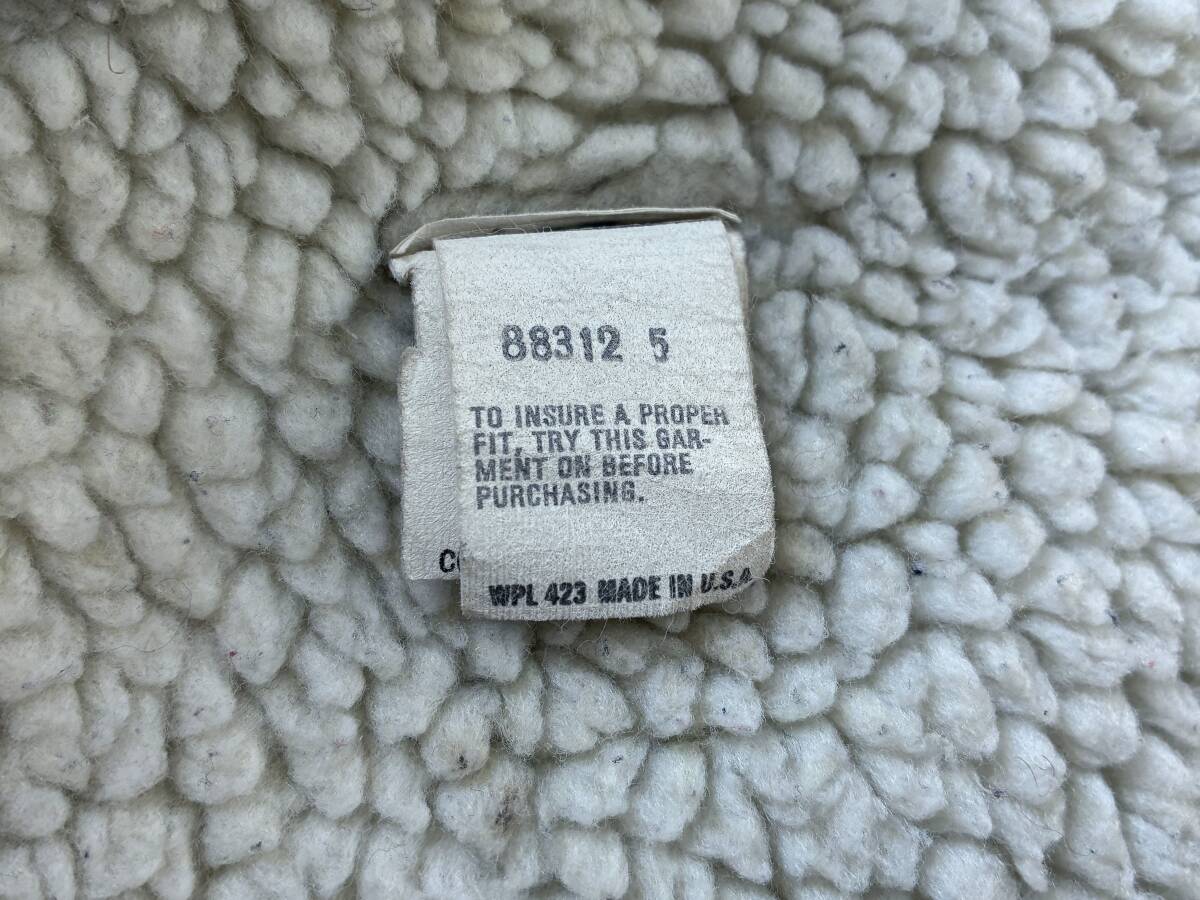 88312 5
TO INSURE A PROPER
FIT, TRY THIS GAR-
MENT ON BEFORE
PURCHASING.
WPL 423 MADE IN U.S.A.